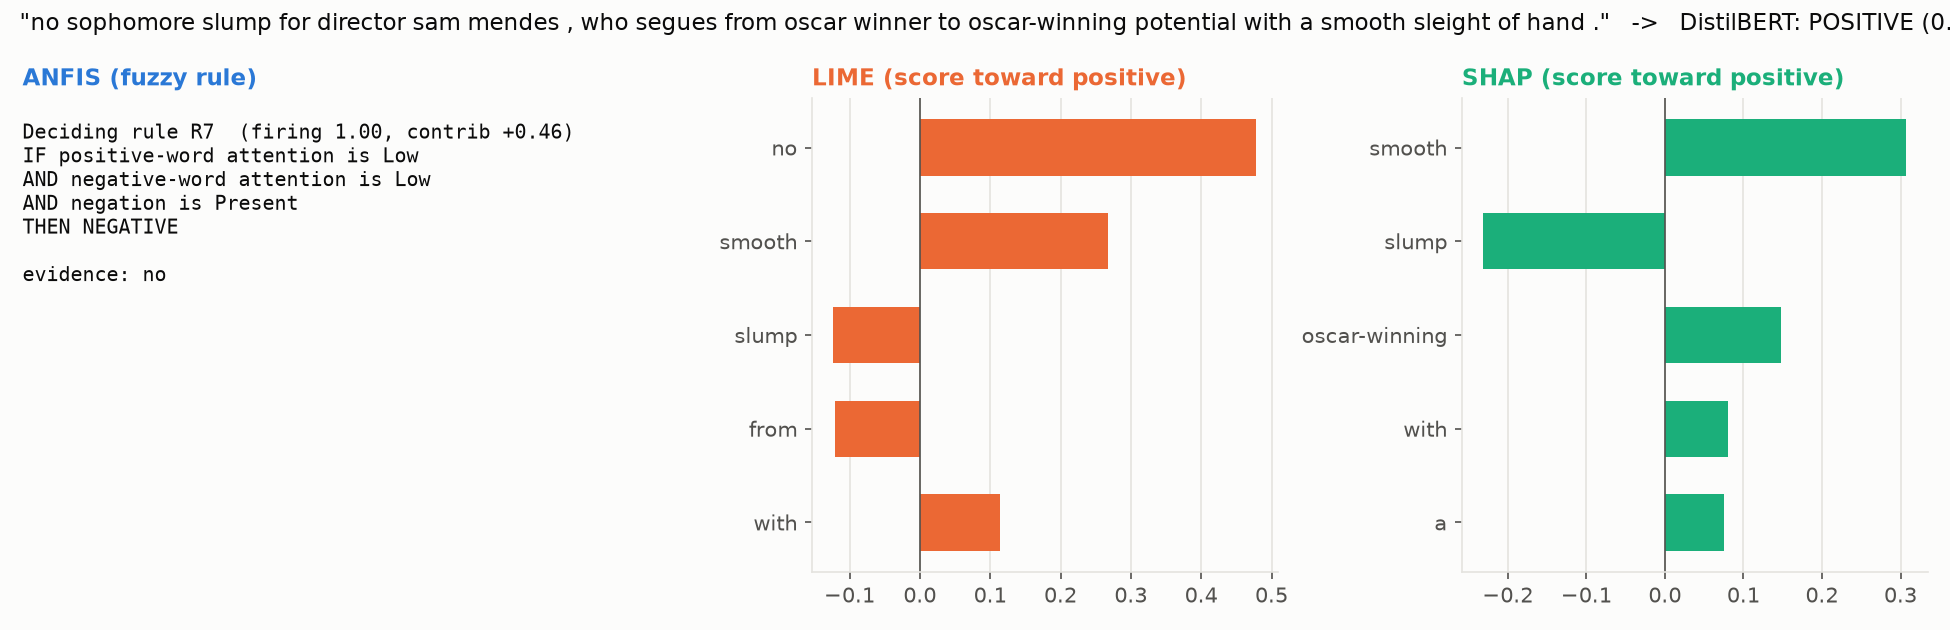 "no sophomore slump for director sam mendes , who segues from oscar winner to oscar-winning potential with a smooth sleight of hand ."   ->   DistilBERT: POSITIVE (0.
ANFIS (fuzzy rule)
Deciding rule R7  (firing 1.00, contrib +0.46)
IF positive-word attention is Low
AND negative-word attention is Low
AND negation is Present
THEN NEGATIVE
evidence: no
LIME (score toward positive)
no
smooth
slump
from
with
−0.1 0.0 0.1 0.2 0.3 0.4 0.5
SHAP (score toward positive)
smooth
slump
oscar-winning
with
a
−0.2 −0.1 0.0 0.1 0.2 0.3